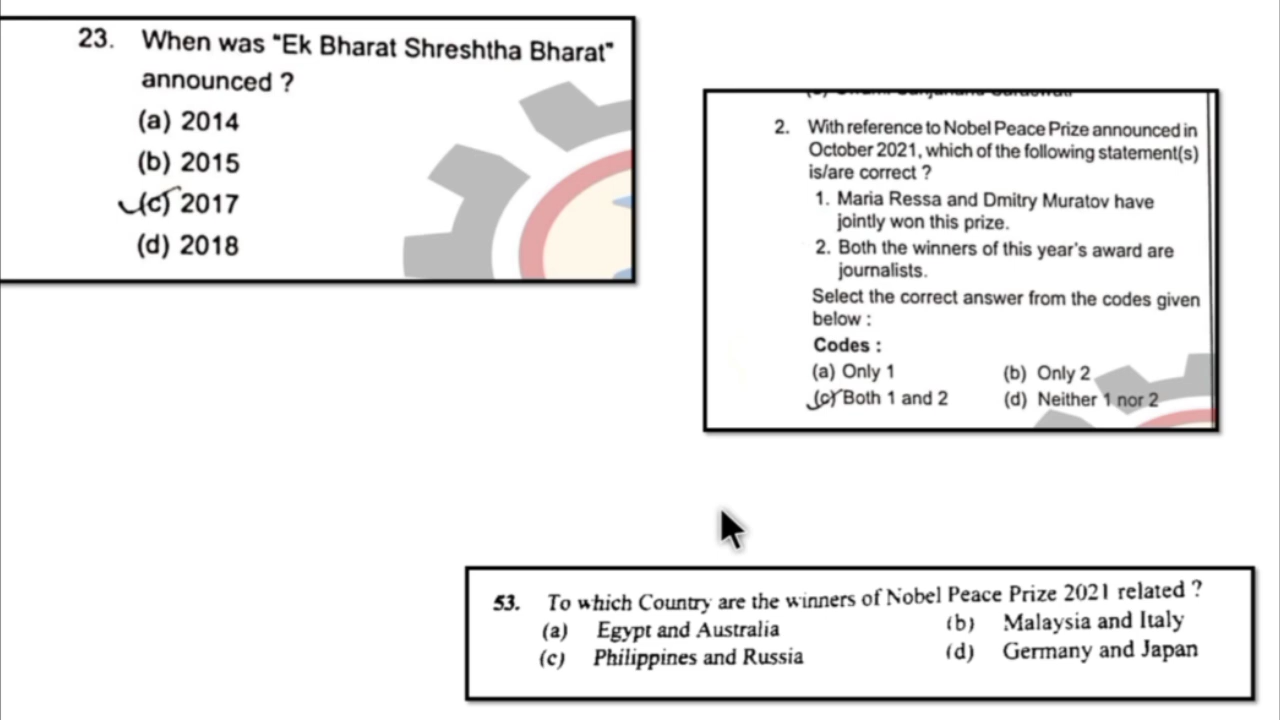 23. When was "Ek Bharat Shreshtha Bharat"
announced ?
(a) 2014
(b) 2015
(c) 2017
(d) 2018
2. With reference to Nobel Peace Prize announced in
October 2021, which of the following statement(s)
is/are correct ?
1. Maria Ressa and Dmitry Muratov have
jointly won this prize.
2. Both the winners of this year's award are
journalists.
Select the correct answer from the codes given
below :
Codes :
(a) Only 1 (b) Only 2
(c) Both 1 and 2 (d) Neither 1 nor 2
53. To which Country are the winners of Nobel Peace Prize 2021 related ?
(a) Egypt and Australia (b) Malaysia and Italy
(c) Philippines and Russia (d) Germany and Japan